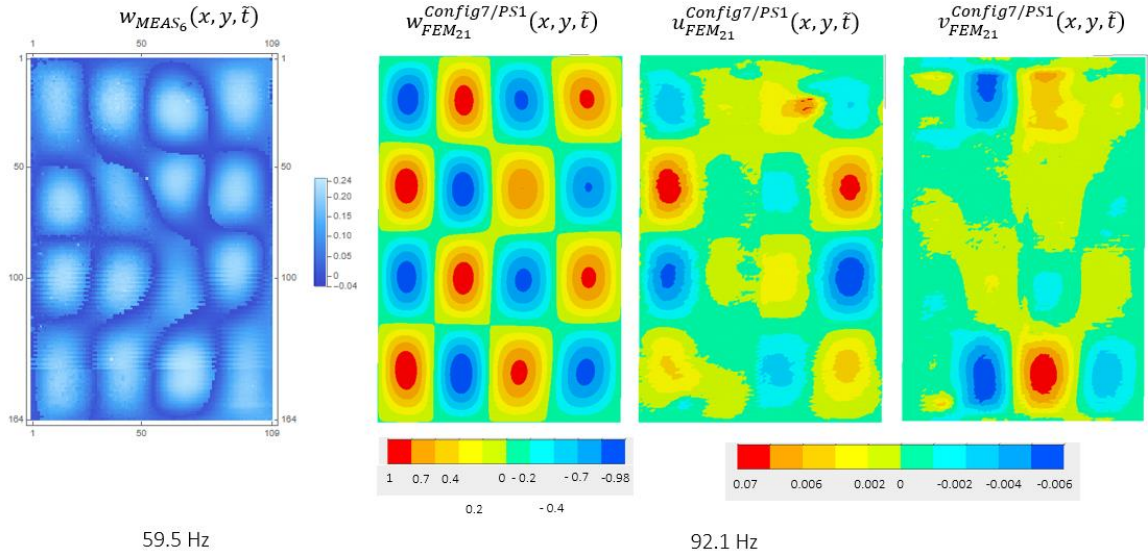 w_{MEAS_6}(x, y, t̃)
w_{FEM_{21}}^{Config7/PS1}(x, y, t̃)
u_{FEM_{21}}^{Config7/PS1}(x, y, t̃)
v_{FEM_{21}}^{Config7/PS1}(x, y, t̃)
1 50 109
1 1
50 50
100 100
164 164
1 50 109
0.24
0.20
0.15
0.10
0.05
0
−0.04
1 0.7 0.4 0 - 0.2 - 0.7 -0.98
0.2 - 0.4
0.07 0.006 0.002 0 -0.002 -0.004 -0.006
59.5 Hz
92.1 Hz